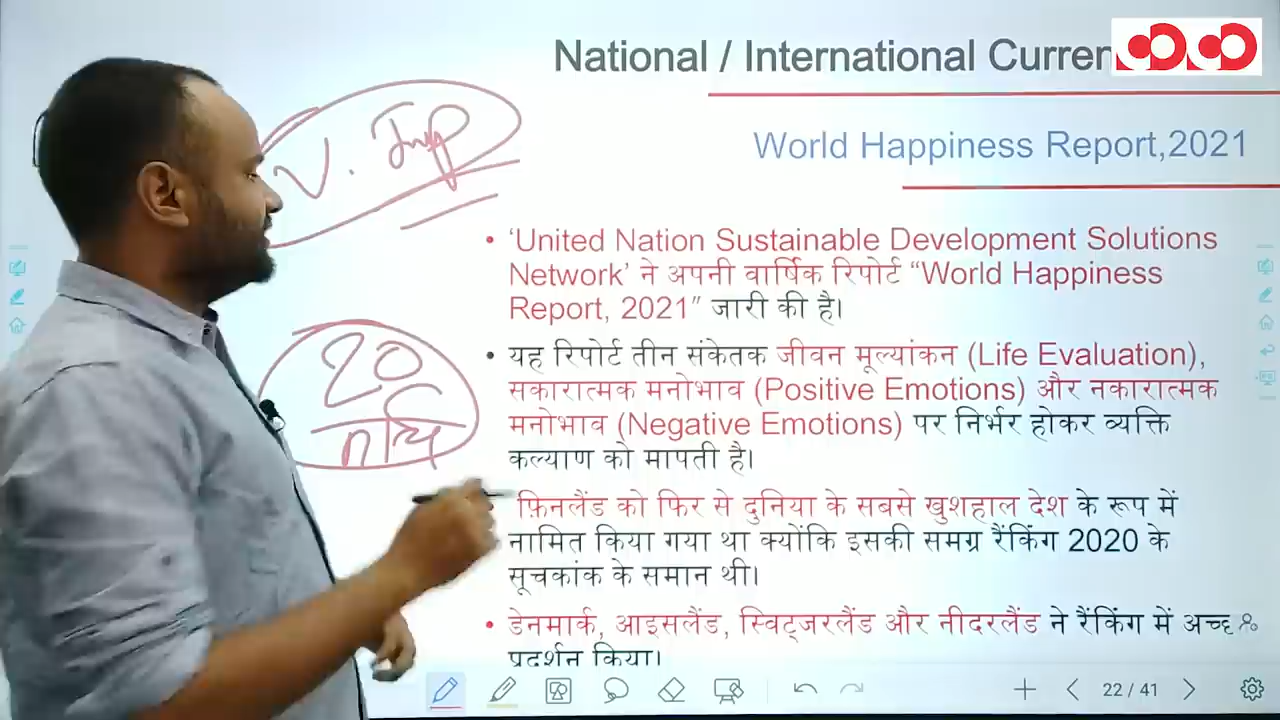 National / International Curren
World Happiness Report,2021
V. Imp
• ‘United Nation Sustainable Development Solutions
Network’ ने अपनी वार्षिक रिपोर्ट “World Happiness
Report, 2021” जारी की है।
• यह रिपोर्ट तीन संकेतक जीवन मूल्यांकन (Life Evaluation),
सकारात्मक मनोभाव (Positive Emotions) और नकारात्मक
मनोभाव (Negative Emotions) पर निर्भर होकर व्यक्ति
कल्याण को मापती है।
20
फ़िनलैंड को फिर से दुनिया के सबसे खुशहाल देश के रूप में
नामित किया गया था क्योंकि इसकी समग्र रैंकिंग 2020 के
सूचकांक के समान थी।
• डेनमार्क, आइसलैंड, स्विट्जरलैंड और नीदरलैंड ने रैंकिंग में
प्रदर्शन किया।
22 / 41